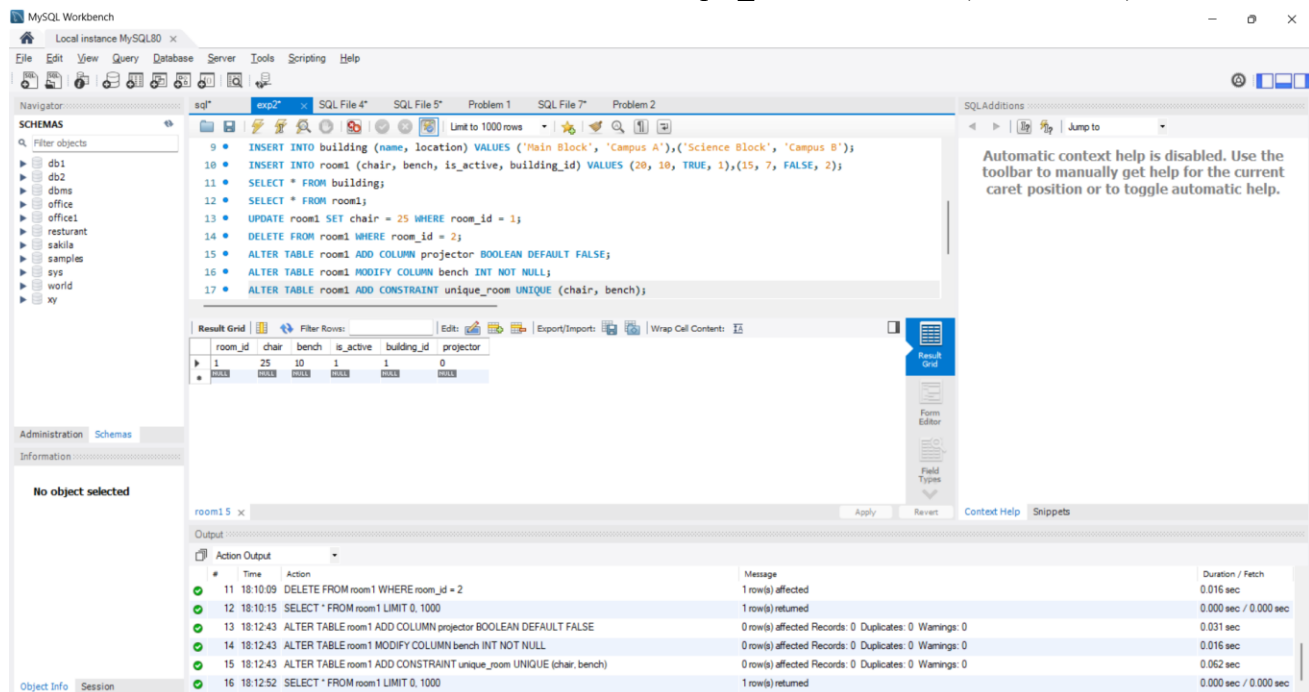 MySQL Workbench
Local instance MySQL80
File Edit View Query Database Server Tools Scripting Help
Navigator
SCHEMAS
Filter objects
db1
db2
dbms
office
office1
resturant
sakila
samples
sys
world
xy
Administration Schemas
Information
No object selected
Object Info Session
sql* exp2* SQL File 4* SQL File 5* Problem 1 SQL File 7* Problem 2
Limit to 1000 rows
9 INSERT INTO building (name, location) VALUES ('Main Block', 'Campus A'),('Science Block', 'Campus B');
10 INSERT INTO room1 (chair, bench, is_active, building_id) VALUES (20, 10, TRUE, 1),(15, 7, FALSE, 2);
11 SELECT * FROM building;
12 SELECT * FROM room1;
13 UPDATE room1 SET chair = 25 WHERE room_id = 1;
14 DELETE FROM room1 WHERE room_id = 2;
15 ALTER TABLE room1 ADD COLUMN projector BOOLEAN DEFAULT FALSE;
16 ALTER TABLE room1 MODIFY COLUMN bench INT NOT NULL;
17 ALTER TABLE room1 ADD CONSTRAINT unique_room UNIQUE (chair, bench);
Result Grid Filter Rows: Edit: Export/Import: Wrap Cell Content:
room_id chair bench is_active building_id projector
1 25 10 1 1 0
NULL NULL NULL NULL NULL NULL
Result
Grid
Form
Editor
Field
Types
room1 5 Apply Revert
SQLAdditions
Jump to
Automatic context help is disabled. Use the
toolbar to manually get help for the current
caret position or to toggle automatic help.
Context Help Snippets
Output
Action Output
# Time Action Message Duration / Fetch
11 18:10:09 DELETE FROM room1 WHERE room_id = 2 1 row(s) affected 0.016 sec
12 18:10:15 SELECT * FROM room1 LIMIT 0, 1000 1 row(s) returned 0.000 sec / 0.000 sec
13 18:12:43 ALTER TABLE room1 ADD COLUMN projector BOOLEAN DEFAULT FALSE 0 row(s) affected Records: 0 Duplicates: 0 Warnings: 0 0.031 sec
14 18:12:43 ALTER TABLE room1 MODIFY COLUMN bench INT NOT NULL 0 row(s) affected Records: 0 Duplicates: 0 Warnings: 0 0.016 sec
15 18:12:43 ALTER TABLE room1 ADD CONSTRAINT unique_room UNIQUE (chair, bench) 0 row(s) affected Records: 0 Duplicates: 0 Warnings: 0 0.062 sec
16 18:12:52 SELECT * FROM room1 LIMIT 0, 1000 1 row(s) returned 0.000 sec / 0.000 sec